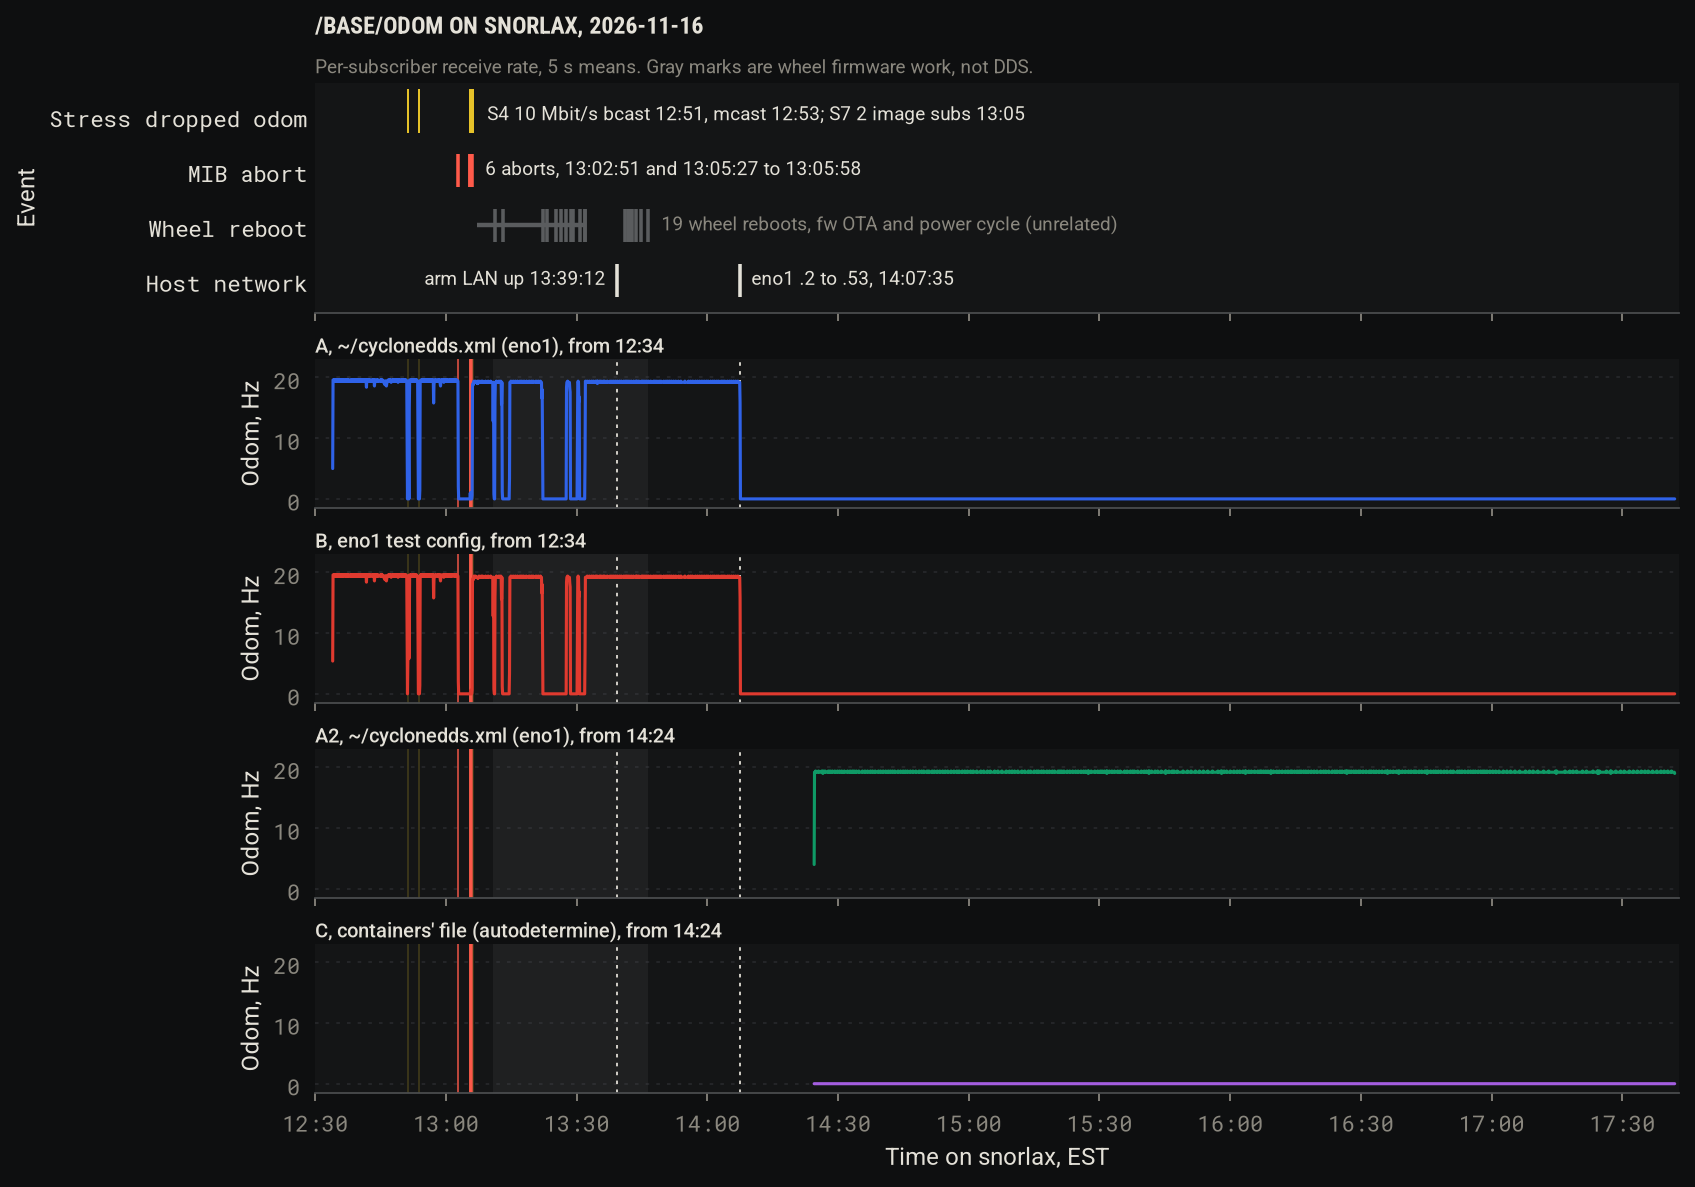 /BASE/ODOM ON SNORLAX, 2026-11-16
Per-subscriber receive rate, 5 s means. Gray marks are wheel firmware work, not DDS.
Event
Stress dropped odom
S4 10 Mbit/s bcast 12:51, mcast 12:53; S7 2 image subs 13:05
MIB abort
6 aborts, 13:02:51 and 13:05:27 to 13:05:58
Wheel reboot
19 wheel reboots, fw OTA and power cycle (unrelated)
Host network
arm LAN up 13:39:12
eno1 .2 to .53, 14:07:35
A, ~/cyclonedds.xml (eno1), from 12:34
Odom, Hz
20
10
0
B, eno1 test config, from 12:34
Odom, Hz
20
10
0
A2, ~/cyclonedds.xml (eno1), from 14:24
Odom, Hz
20
10
0
C, containers' file (autodetermine), from 14:24
Odom, Hz
20
10
0
12:30 13:00 13:30 14:00 14:30 15:00 15:30 16:00 16:30 17:00 17:30
Time on snorlax, EST